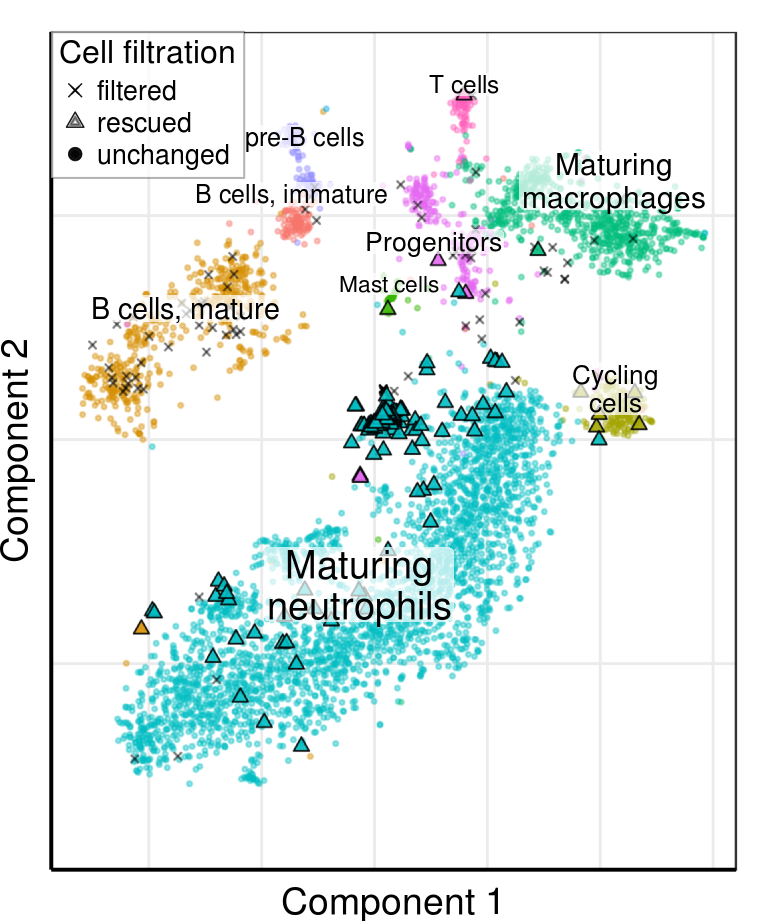 Cell filtration
filtered
rescued
unchanged
T cells
pre-B cells
Maturing
macrophages
B cells, immature
Progenitors
Mast cells
B cells, mature
Cycling
cells
Maturing
neutrophils
Component 2
Component 1